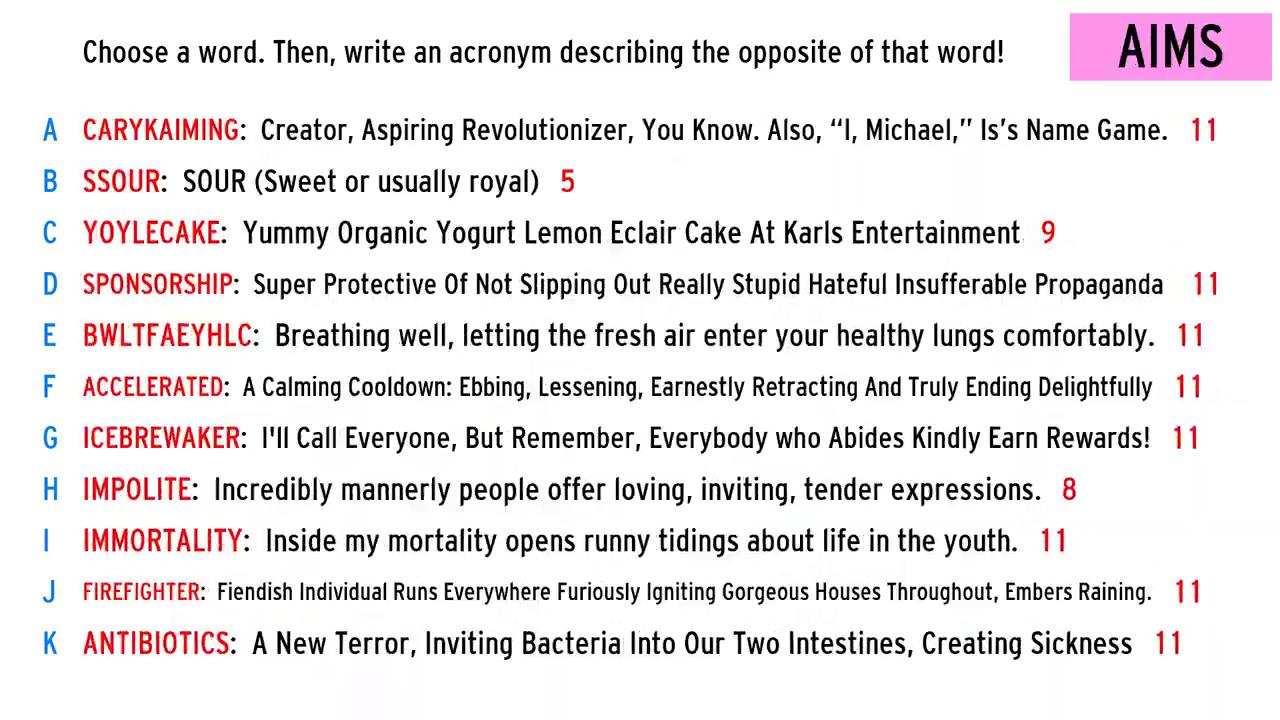 Choose a word. Then, write an acronym describing the opposite of that word!
AIMS
A CARYKAIMING: Creator, Aspiring Revolutionizer, You Know. Also, “I, Michael,” Is’s Name Game. 11
B SSOUR: SOUR (Sweet or usually royal) 5
C YOYLECAKE: Yummy Organic Yogurt Lemon Eclair Cake At Karls Entertainment 9
D SPONSORSHIP: Super Protective Of Not Slipping Out Really Stupid Hateful Insufferable Propaganda 11
E BWLTFAEYHLC: Breathing well, letting the fresh air enter your healthy lungs comfortably. 11
F ACCELERATED: A Calming Cooldown: Ebbing, Lessening, Earnestly Retracting And Truly Ending Delightfully 11
G ICEBREWAKER: I'll Call Everyone, But Remember, Everybody who Abides Kindly Earn Rewards! 11
H IMPOLITE: Incredibly mannerly people offer loving, inviting, tender expressions. 8
I IMMORTALITY: Inside my mortality opens runny tidings about life in the youth. 11
J FIREFIGHTER: Fiendish Individual Runs Everywhere Furiously Igniting Gorgeous Houses Throughout, Embers Raining. 11
K ANTIBIOTICS: A New Terror, Inviting Bacteria Into Our Two Intestines, Creating Sickness 11